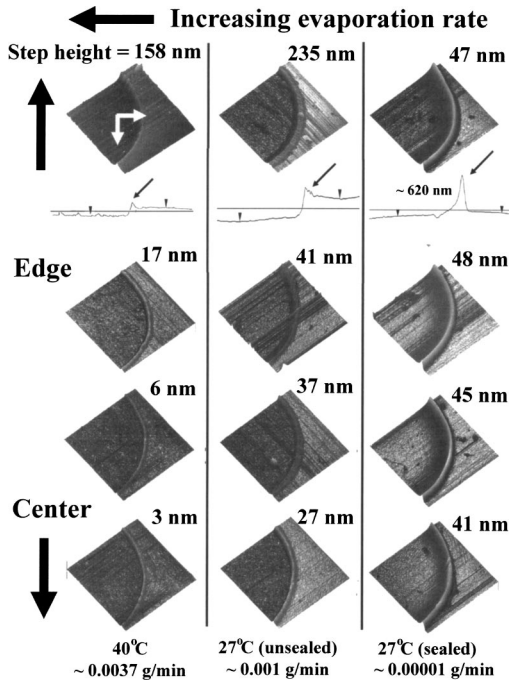 Increasing evaporation rate
Step height = 158 nm
235 nm
47 nm
~ 620 nm
Edge
17 nm
41 nm
48 nm
6 nm
37 nm
45 nm
Center
3 nm
27 nm
41 nm
40°C
27°C (unsealed)
27°C (sealed)
~ 0.0037 g/min
~ 0.001 g/min
~ 0.00001 g/min